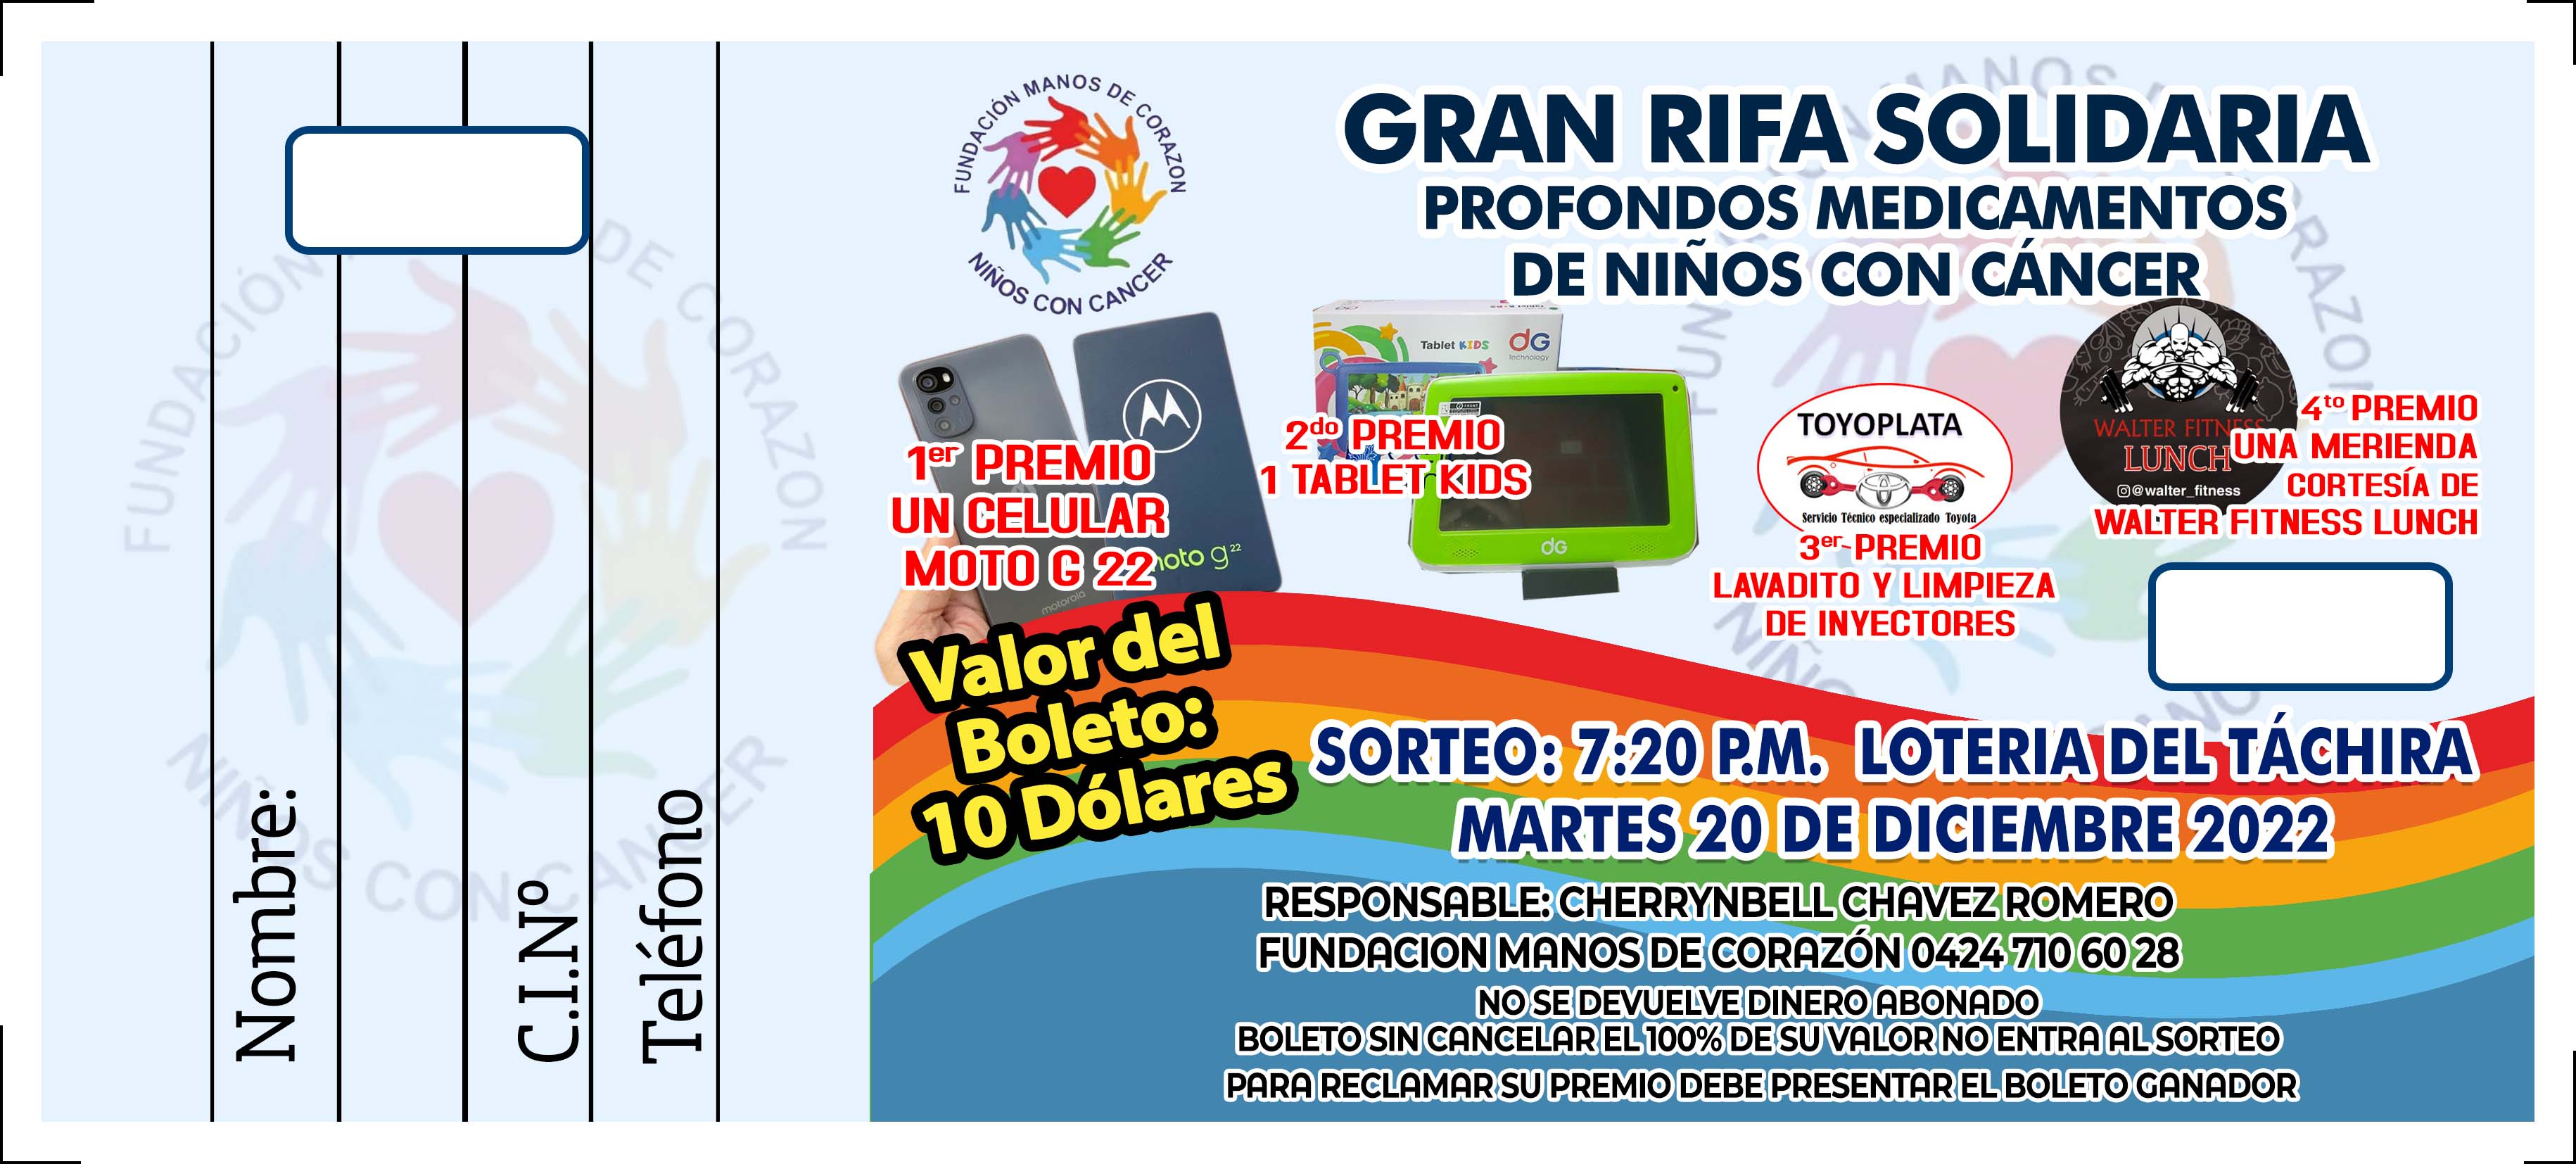 Nombre:
C.I.Nº
Teléfono
FUNDACIÓN MANOS DE CORAZON
NIÑOS CON CANCER
GRAN RIFA SOLIDARIA
PROFONDOS MEDICAMENTOS
DE NIÑOS CON CÁNCER
1er PREMIO
UN CELULAR
MOTO G 22
moto g22
motorola
Tablet KIDS
dG
technology
2do PREMIO
1 TABLET KIDS
dG
TOYOPLATA
Servicio Técnico especializado Toyota
3er PREMIO
LAVADITO Y LIMPIEZA
DE INYECTORES
WALTER FITNESS
LUNCH
@walter_fitness
4to PREMIO
UNA MERIENDA
CORTESÍA DE
WALTER FITNESS LUNCH
Valor del
Boleto:
10 Dólares
SORTEO: 7:20 P.M. LOTERIA DEL TÁCHIRA
MARTES 20 DE DICIEMBRE 2022
RESPONSABLE: CHERRYNBELL CHAVEZ ROMERO
FUNDACION MANOS DE CORAZÓN 0424 710 60 28
NO SE DEVUELVE DINERO ABONADO
BOLETO SIN CANCELAR EL 100% DE SU VALOR NO ENTRA AL SORTEO
PARA RECLAMAR SU PREMIO DEBE PRESENTAR EL BOLETO GANADOR